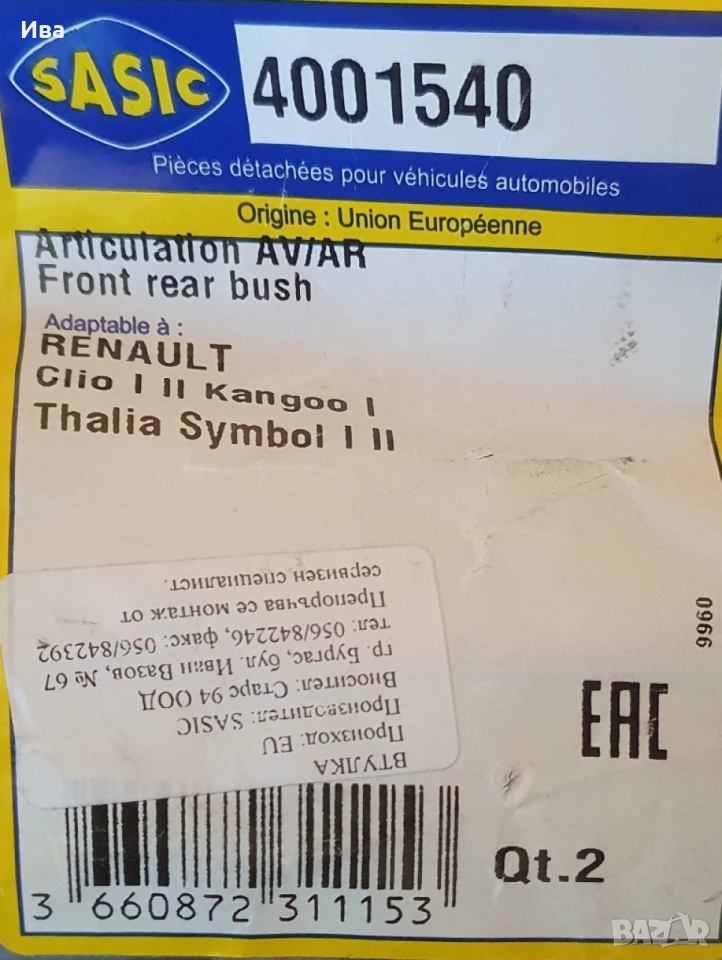 Ива
SASIC
4001540
Pièces détachées pour véhicules automobiles
Origine : Union Européenne
Articulation AV/AR
Front rear bush
Adaptable à :
RENAULT
Clio I II Kangoo I
Thalia Symbol I II
ВТУЛКА
Произход: EU
Производител: SASIC
Вносител: Старс 94 ООД
гр. Бургас, бул. Иван Вазов, № 67
тел: 056/842246, факс: 056/842392
Препоръчва се монтаж от
сервизен специалист.
9960
EAC
Qt.2
3 660872 311153
BAZAR